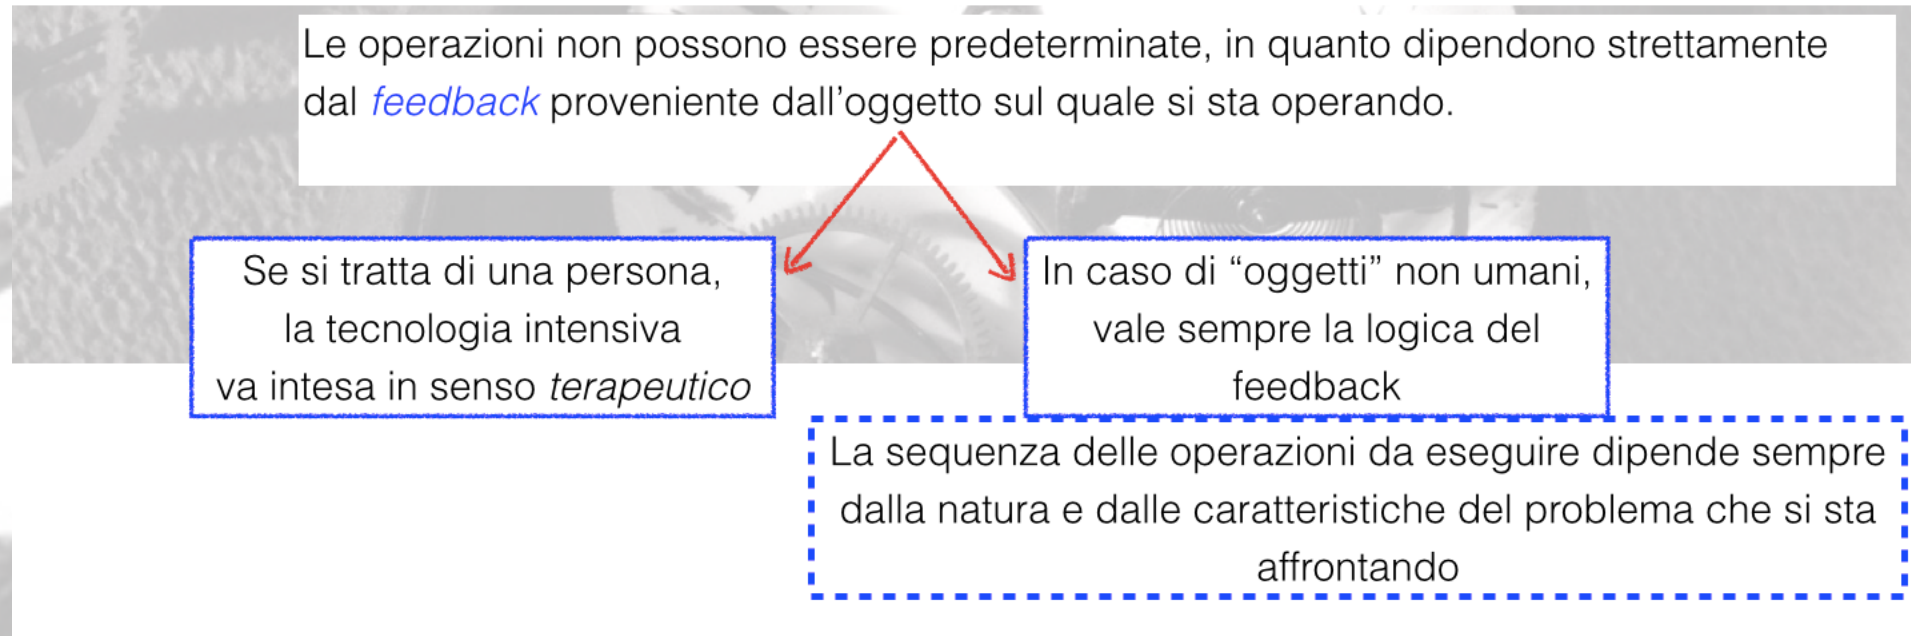 Le operazioni non possono essere predeterminate, in quanto dipendono strettamente
dal feedback proveniente dall’oggetto sul quale si sta operando.
Se si tratta di una persona,
la tecnologia intensiva
va intesa in senso terapeutico
In caso di “oggetti” non umani,
vale sempre la logica del
feedback
La sequenza delle operazioni da eseguire dipende sempre
dalla natura e dalle caratteristiche del problema che si sta
affrontando